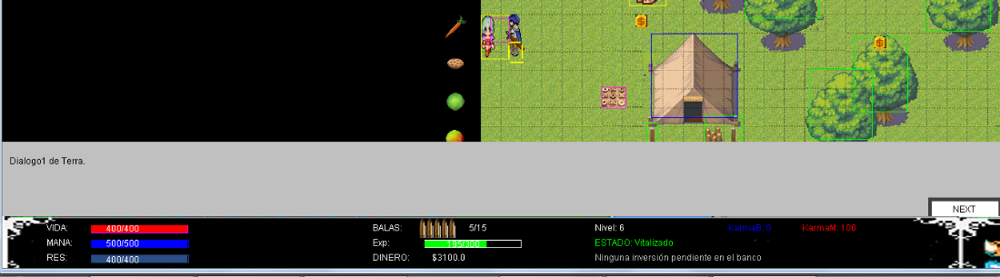 Dialogo1 de Terra.
NEXT
VIDA: 400/400 BALAS: 5/15 Nivel: 6 KarmaB: 0 KarmaM: 100
MANA: 500/500 Exp: 195/300 ESTADO: Vitalizado
RES: 400/400 DINERO: $3100.0 Ninguna inversión pendiente en el banco